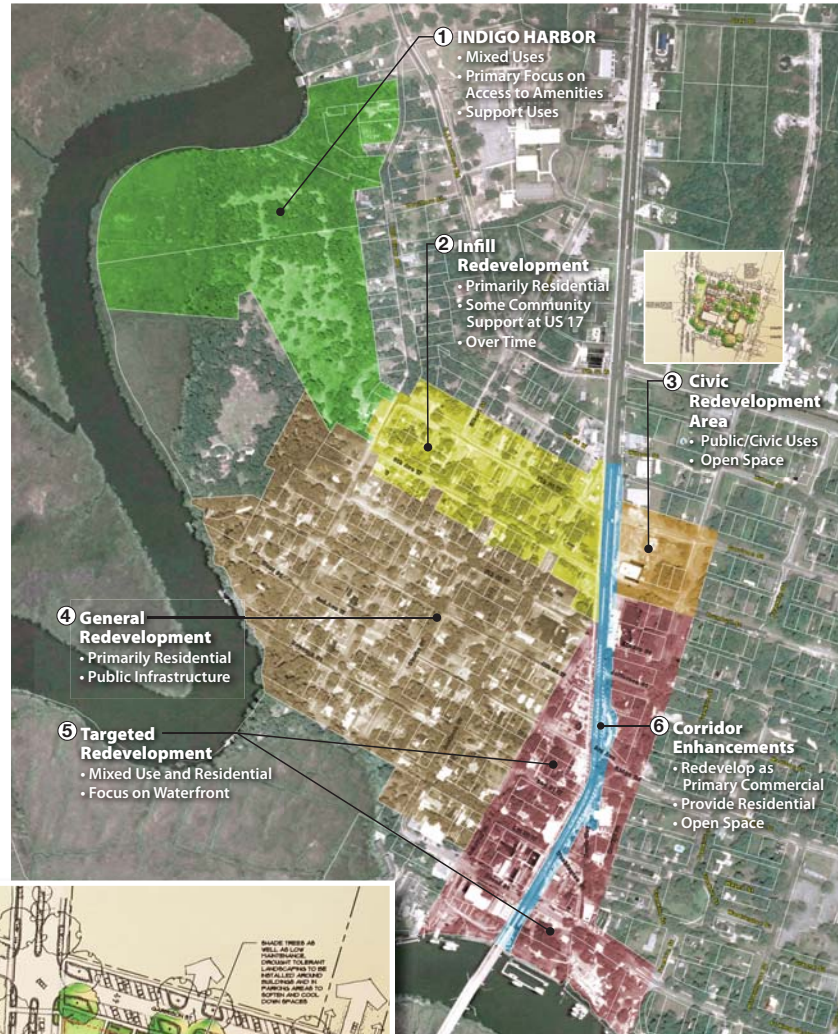 1 INDIGO HARBOR
• Mixed Uses
• Primary Focus on
Access to Amenities
• Support Uses
2 Infill
Redevelopment
• Primarily Residential
• Some Community
Support at US 17
• Over Time
3 Civic
Redevelopment
Area
• Public/Civic Uses
• Open Space
4 General
Redevelopment
• Primarily Residential
• Public Infrastructure
5 Targeted
Redevelopment
• Mixed Use and Residential
• Focus on Waterfront
6 Corridor
Enhancements
• Redevelop as
Primary Commercial
• Provide Residential
• Open Space
SHADE TREES AS
WELL AS LOW
MAINTENANCE,
DROUGHT TOLERANT
LANDSCAPING TO BE
INSTALLED AROUND
BUILDINGS AND IN
PARKING AREAS TO
SOFTEN AND COOL
DOWN SPACES